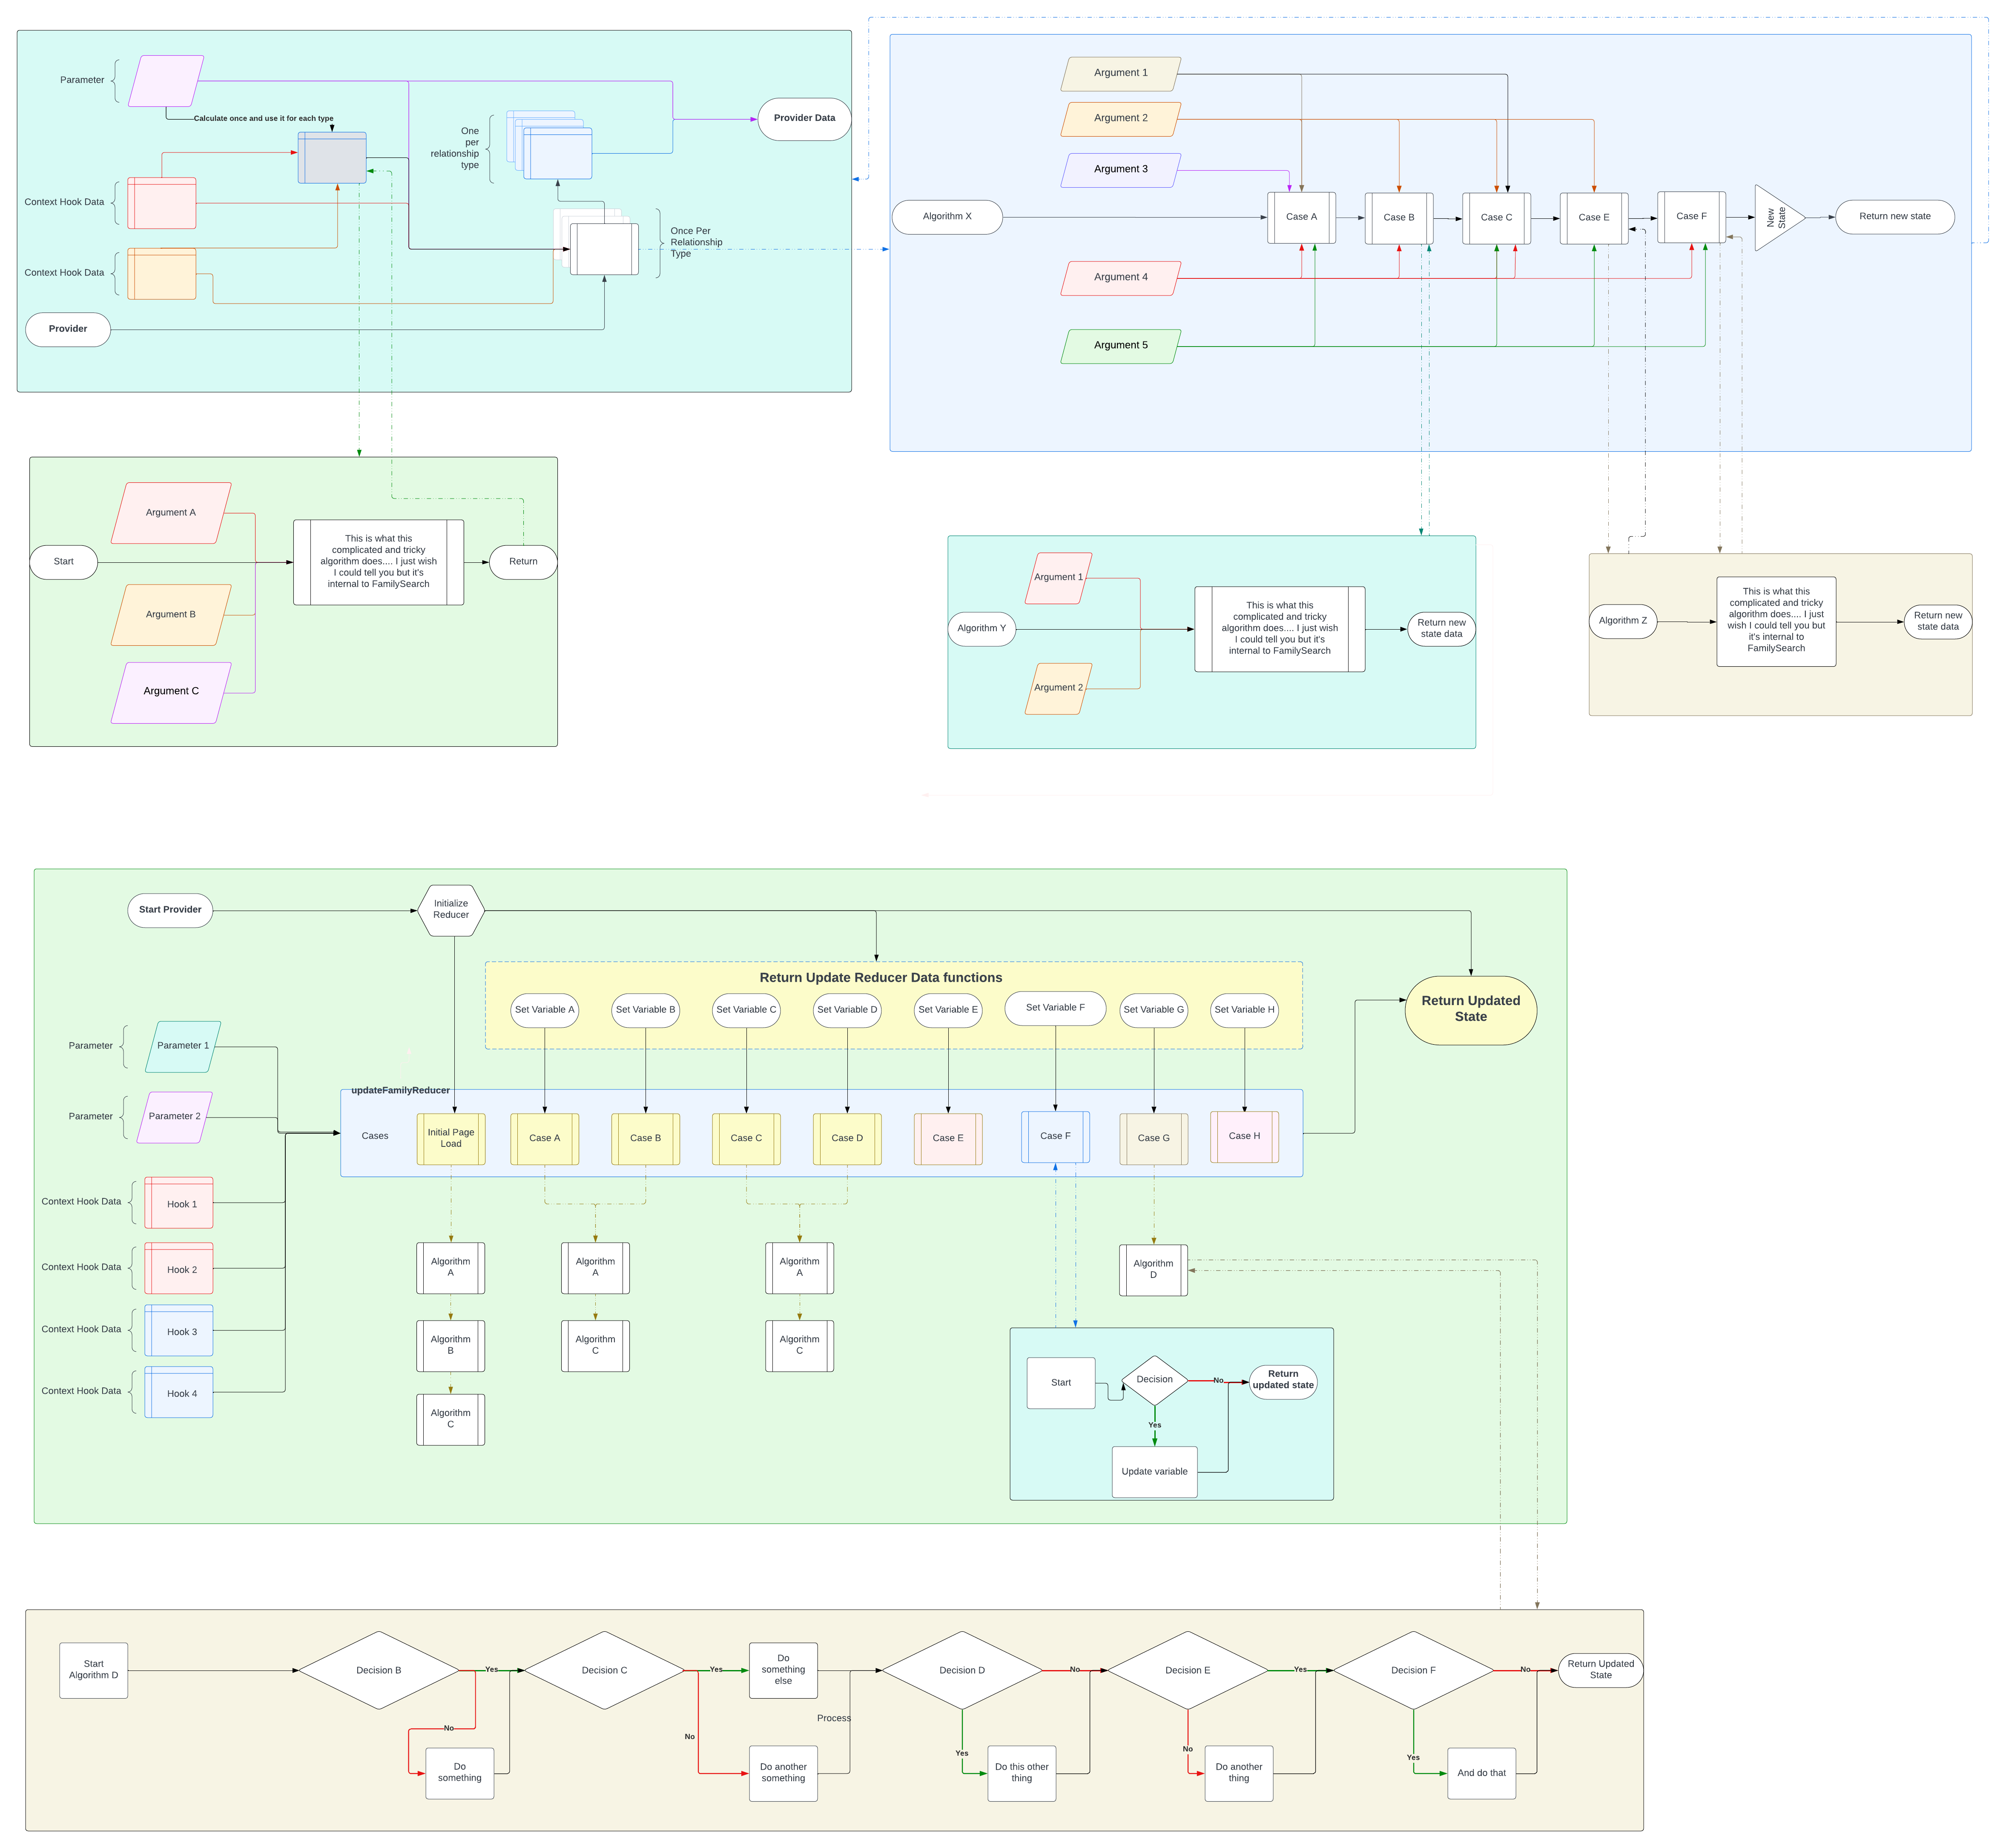 Parameter
Calculate once and use it for each type
Context Hook Data
Context Hook Data
Provider
One
per
relationship
type
Provider Data
Once Per
Relationship
Type
Argument 1
Argument 2
Argument 3
Algorithm X
Case A
Case B
Case C
Case E
Case F
New
State
Return new state
Argument 4
Argument 5
Argument A
Start
This is what this
complicated and tricky
algorithm does.... I just wish
I could tell you but it's
internal to FamilySearch
Return
Argument B
Argument C
Argument 1
Algorithm Y
This is what this
complicated and tricky
algorithm does.... I just wish
I could tell you but it's
internal to FamilySearch
Return new
state data
Argument 2
Algorithm Z
This is what this
complicated and tricky
algorithm does.... I just
wish I could tell you but
it's internal to
FamilySearch
Return new
state data
Start Provider
Initialize
Reducer
Return Update Reducer Data functions
Set Variable A
Set Variable B
Set Variable C
Set Variable D
Set Variable E
Set Variable F
Set Variable G
Set Variable H
Return Updated
State
Parameter
Parameter 1
Parameter
Parameter 2
updateFamilyReducer
Cases
Initial Page
Load
Case A
Case B
Case C
Case D
Case E
Case F
Case G
Case H
Context Hook Data
Hook 1
Context Hook Data
Hook 2
Context Hook Data
Hook 3
Context Hook Data
Hook 4
Algorithm
A
Algorithm
B
Algorithm
C
Algorithm
A
Algorithm
C
Algorithm
A
Algorithm
C
Algorithm
D
Start
Decision
No
Return
updated state
Yes
Update variable
Start
Algorithm D
Decision B
Yes
No
Do
something
Decision C
Yes
No
Do
something
else
Process
Do another
something
Decision D
No
Yes
Do this other
thing
Decision E
Yes
No
Do another
thing
Decision F
No
Yes
And do that
Return Updated
State